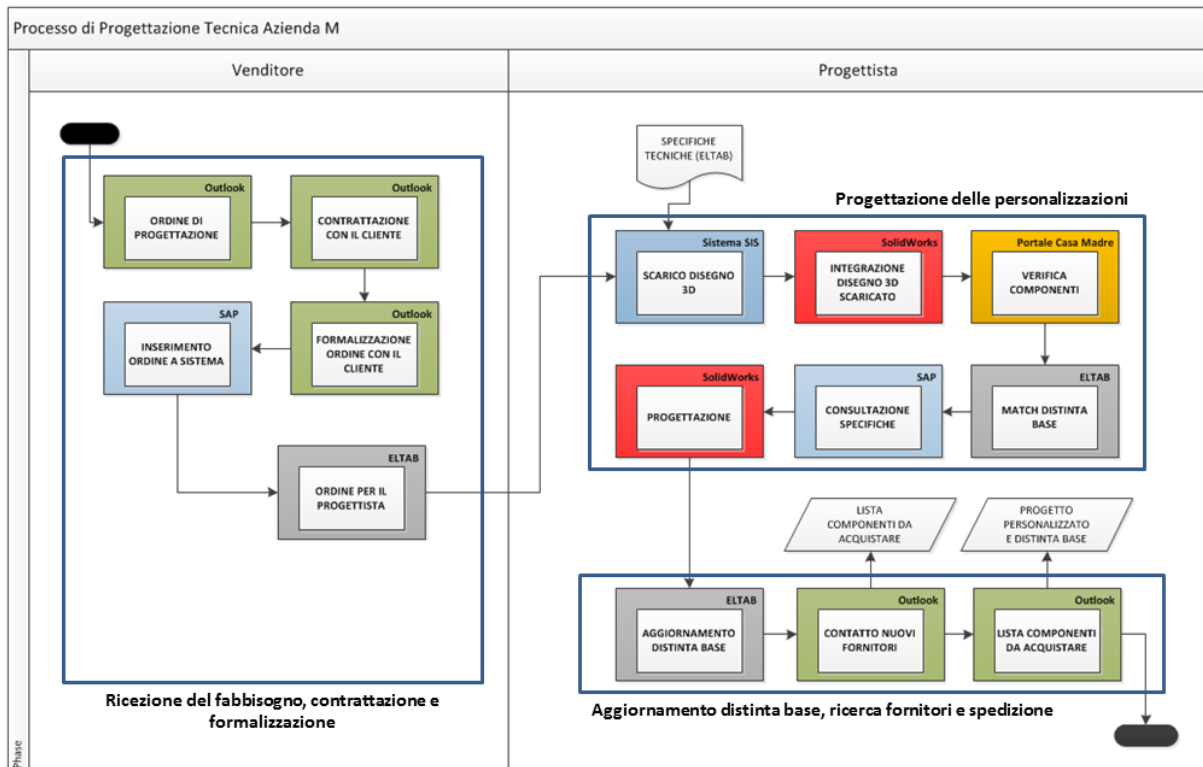 Processo di Progettazione Tecnica Azienda M
Venditore
Progettista
Outlook
ORDINE DI
PROGETTAZIONE
Outlook
CONTRATTAZIONE
CON IL CLIENTE
SAP
INSERIMENTO
ORDINE A SISTEMA
Outlook
FORMALIZZAZIONE
ORDINE CON IL
CLIENTE
ELTAB
ORDINE PER IL
PROGETTISTA
Ricezione del fabbisogno, contrattazione e
formalizzazione
SPECIFICHE
TECNICHE (ELTAB)
Progettazione delle personalizzazioni
Sistema SIS
SCARICO DISEGNO
3D
SolidWorks
INTEGRAZIONE
DISEGNO 3D
SCARICATO
Portale Casa Madre
VERIFICA
COMPONENTI
SolidWorks
PROGETTAZIONE
SAP
CONSULTAZIONE
SPECIFICHE
ELTAB
MATCH DISTINTA
BASE
LISTA
COMPONENTI DA
ACQUISTARE
PROGETTO
PERSONALIZZATO
E DISTINTA BASE
ELTAB
AGGIORNAMENTO
DISTINTA BASE
Outlook
CONTATTO NUOVI
FORNITORI
Outlook
LISTA COMPONENTI
DA ACQUISTARE
Aggiornamento distinta base, ricerca fornitori e spedizione
Phase